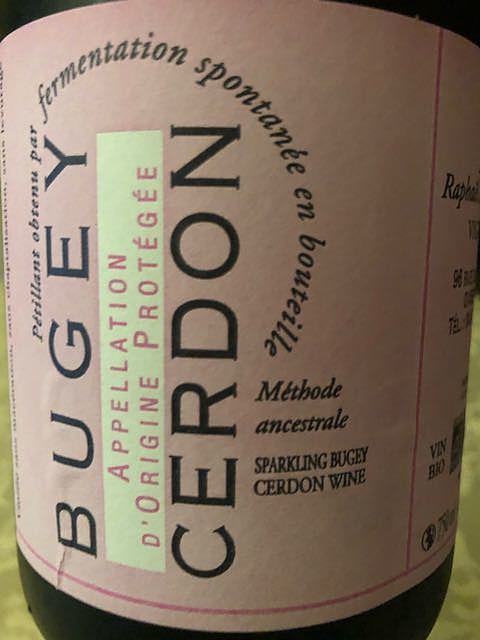 Pétillant obtenu par fermentation spontanée en bouteille
BUGEY
APPELLATION
D'ORIGINE PROTÉGÉE
CERDON
Méthode
ancestrale
SPARKLING BUGEY
CERDON WINE
VIN
BIO